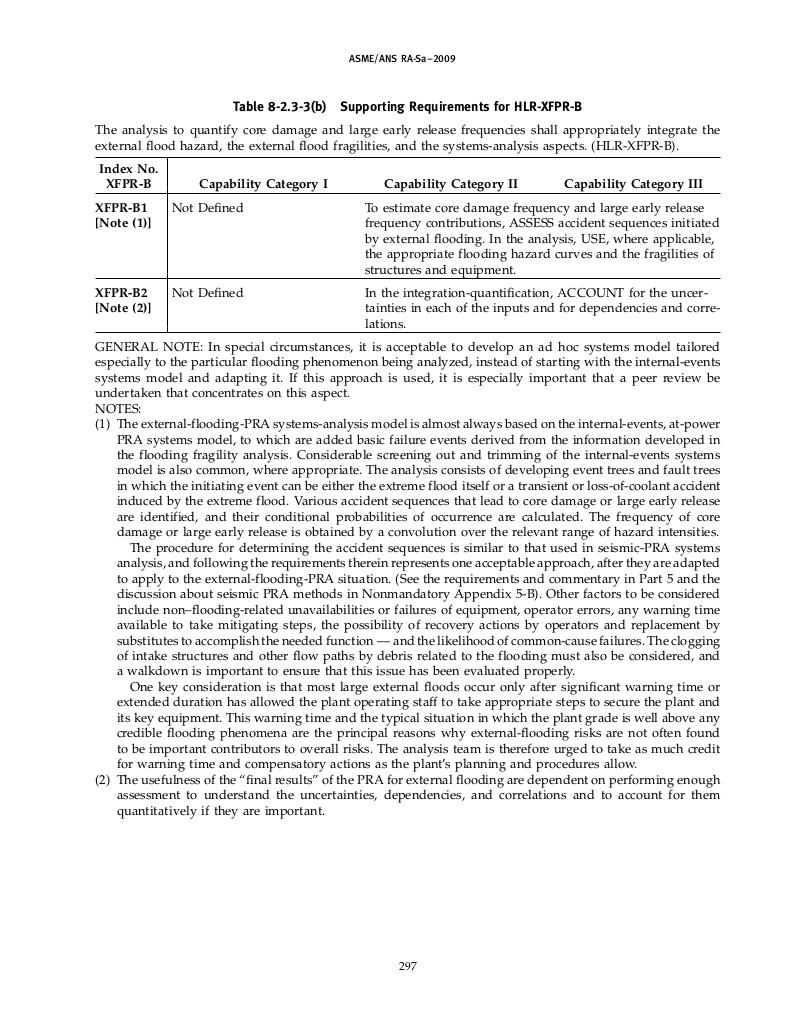 ASME/ANS RA-Sa–2009
Table 8-2.3-3(b) Supporting Requirements for HLR-XFPR-B
The analysis to quantify core damage and large early release frequencies shall appropriately integrate the
external flood hazard, the external flood fragilities, and the systems-analysis aspects. (HLR-XFPR-B).
Index No.
XFPR-B Capability Category I Capability Category II Capability Category III
XFPR-B1 Not Defined To estimate core damage frequency and large early release
[Note (1)] frequency contributions, ASSESS accident sequences initiated
by external flooding. In the analysis, USE, where applicable,
the appropriate flooding hazard curves and the fragilities of
structures and equipment.
XFPR-B2 Not Defined In the integration-quantification, ACCOUNT for the uncer-
[Note (2)] tainties in each of the inputs and for dependencies and corre-
lations.
GENERAL NOTE: In special circumstances, it is acceptable to develop an ad hoc systems model tailored
especially to the particular flooding phenomenon being analyzed, instead of starting with the internal-events
systems model and adapting it. If this approach is used, it is especially important that a peer review be
undertaken that concentrates on this aspect.
NOTES:
(1) The external-flooding-PRA systems-analysis model is almost always based on the internal-events, at-power
PRA systems model, to which are added basic failure events derived from the information developed in
the flooding fragility analysis. Considerable screening out and trimming of the internal-events systems
model is also common, where appropriate. The analysis consists of developing event trees and fault trees
in which the initiating event can be either the extreme flood itself or a transient or loss-of-coolant accident
induced by the extreme flood. Various accident sequences that lead to core damage or large early release
are identified, and their conditional probabilities of occurrence are calculated. The frequency of core
damage or large early release is obtained by a convolution over the relevant range of hazard intensities.
The procedure for determining the accident sequences is similar to that used in seismic-PRA systems
analysis, and following the requirements therein represents one acceptable approach, after they are adapted
to apply to the external-flooding-PRA situation. (See the requirements and commentary in Part 5 and the
discussion about seismic PRA methods in Nonmandatory Appendix 5-B). Other factors to be considered
include non–flooding-related unavailabilities or failures of equipment, operator errors, any warning time
available to take mitigating steps, the possibility of recovery actions by operators and replacement by
substitutes to accomplish the needed function — and the likelihood of common-cause failures. The clogging
of intake structures and other flow paths by debris related to the flooding must also be considered, and
a walkdown is important to ensure that this issue has been evaluated properly.
One key consideration is that most large external floods occur only after significant warning time or
extended duration has allowed the plant operating staff to take appropriate steps to secure the plant and
its key equipment. This warning time and the typical situation in which the plant grade is well above any
credible flooding phenomena are the principal reasons why external-flooding risks are not often found
to be important contributors to overall risks. The analysis team is therefore urged to take as much credit
for warning time and compensatory actions as the plant's planning and procedures allow.
(2) The usefulness of the “final results” of the PRA for external flooding are dependent on performing enough
assessment to understand the uncertainties, dependencies, and correlations and to account for them
quantitatively if they are important.
297